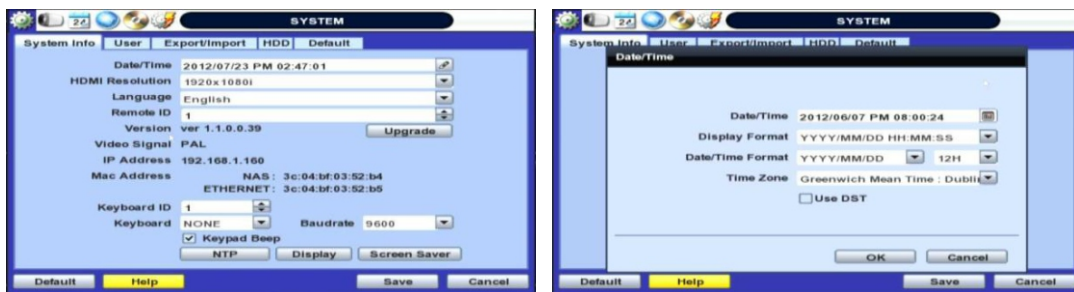 SYSTEM
System Info User Export/Import HDD Default
Date/Time 2012/07/23 PM 02:47:01
HDMI Resolution 1920x1080i
Language English
Remote ID 1
Version ver 1.1.0.0.39 Upgrade
Video Signal PAL
IP Address 192.168.1.160
Mac Address NAS : 3c:04:bf:03:52:b4
ETHERNET : 3c:04:bf:03:52:b5
Keyboard ID 1
Keyboard NONE Baudrate 9600
Keypad Beep
NTP Display Screen Saver
Default Help Save Cancel
SYSTEM
System Info User Export/Import HDD Default
Date/Time
Date/Time 2012/06/07 PM 08:00:24
Display Format YYYY/MM/DD HH:MM:SS
Date/Time Format YYYY/MM/DD 12H
Time Zone Greenwich Mean Time : Dubli
Use DST
OK Cancel
Default Help Save Cancel